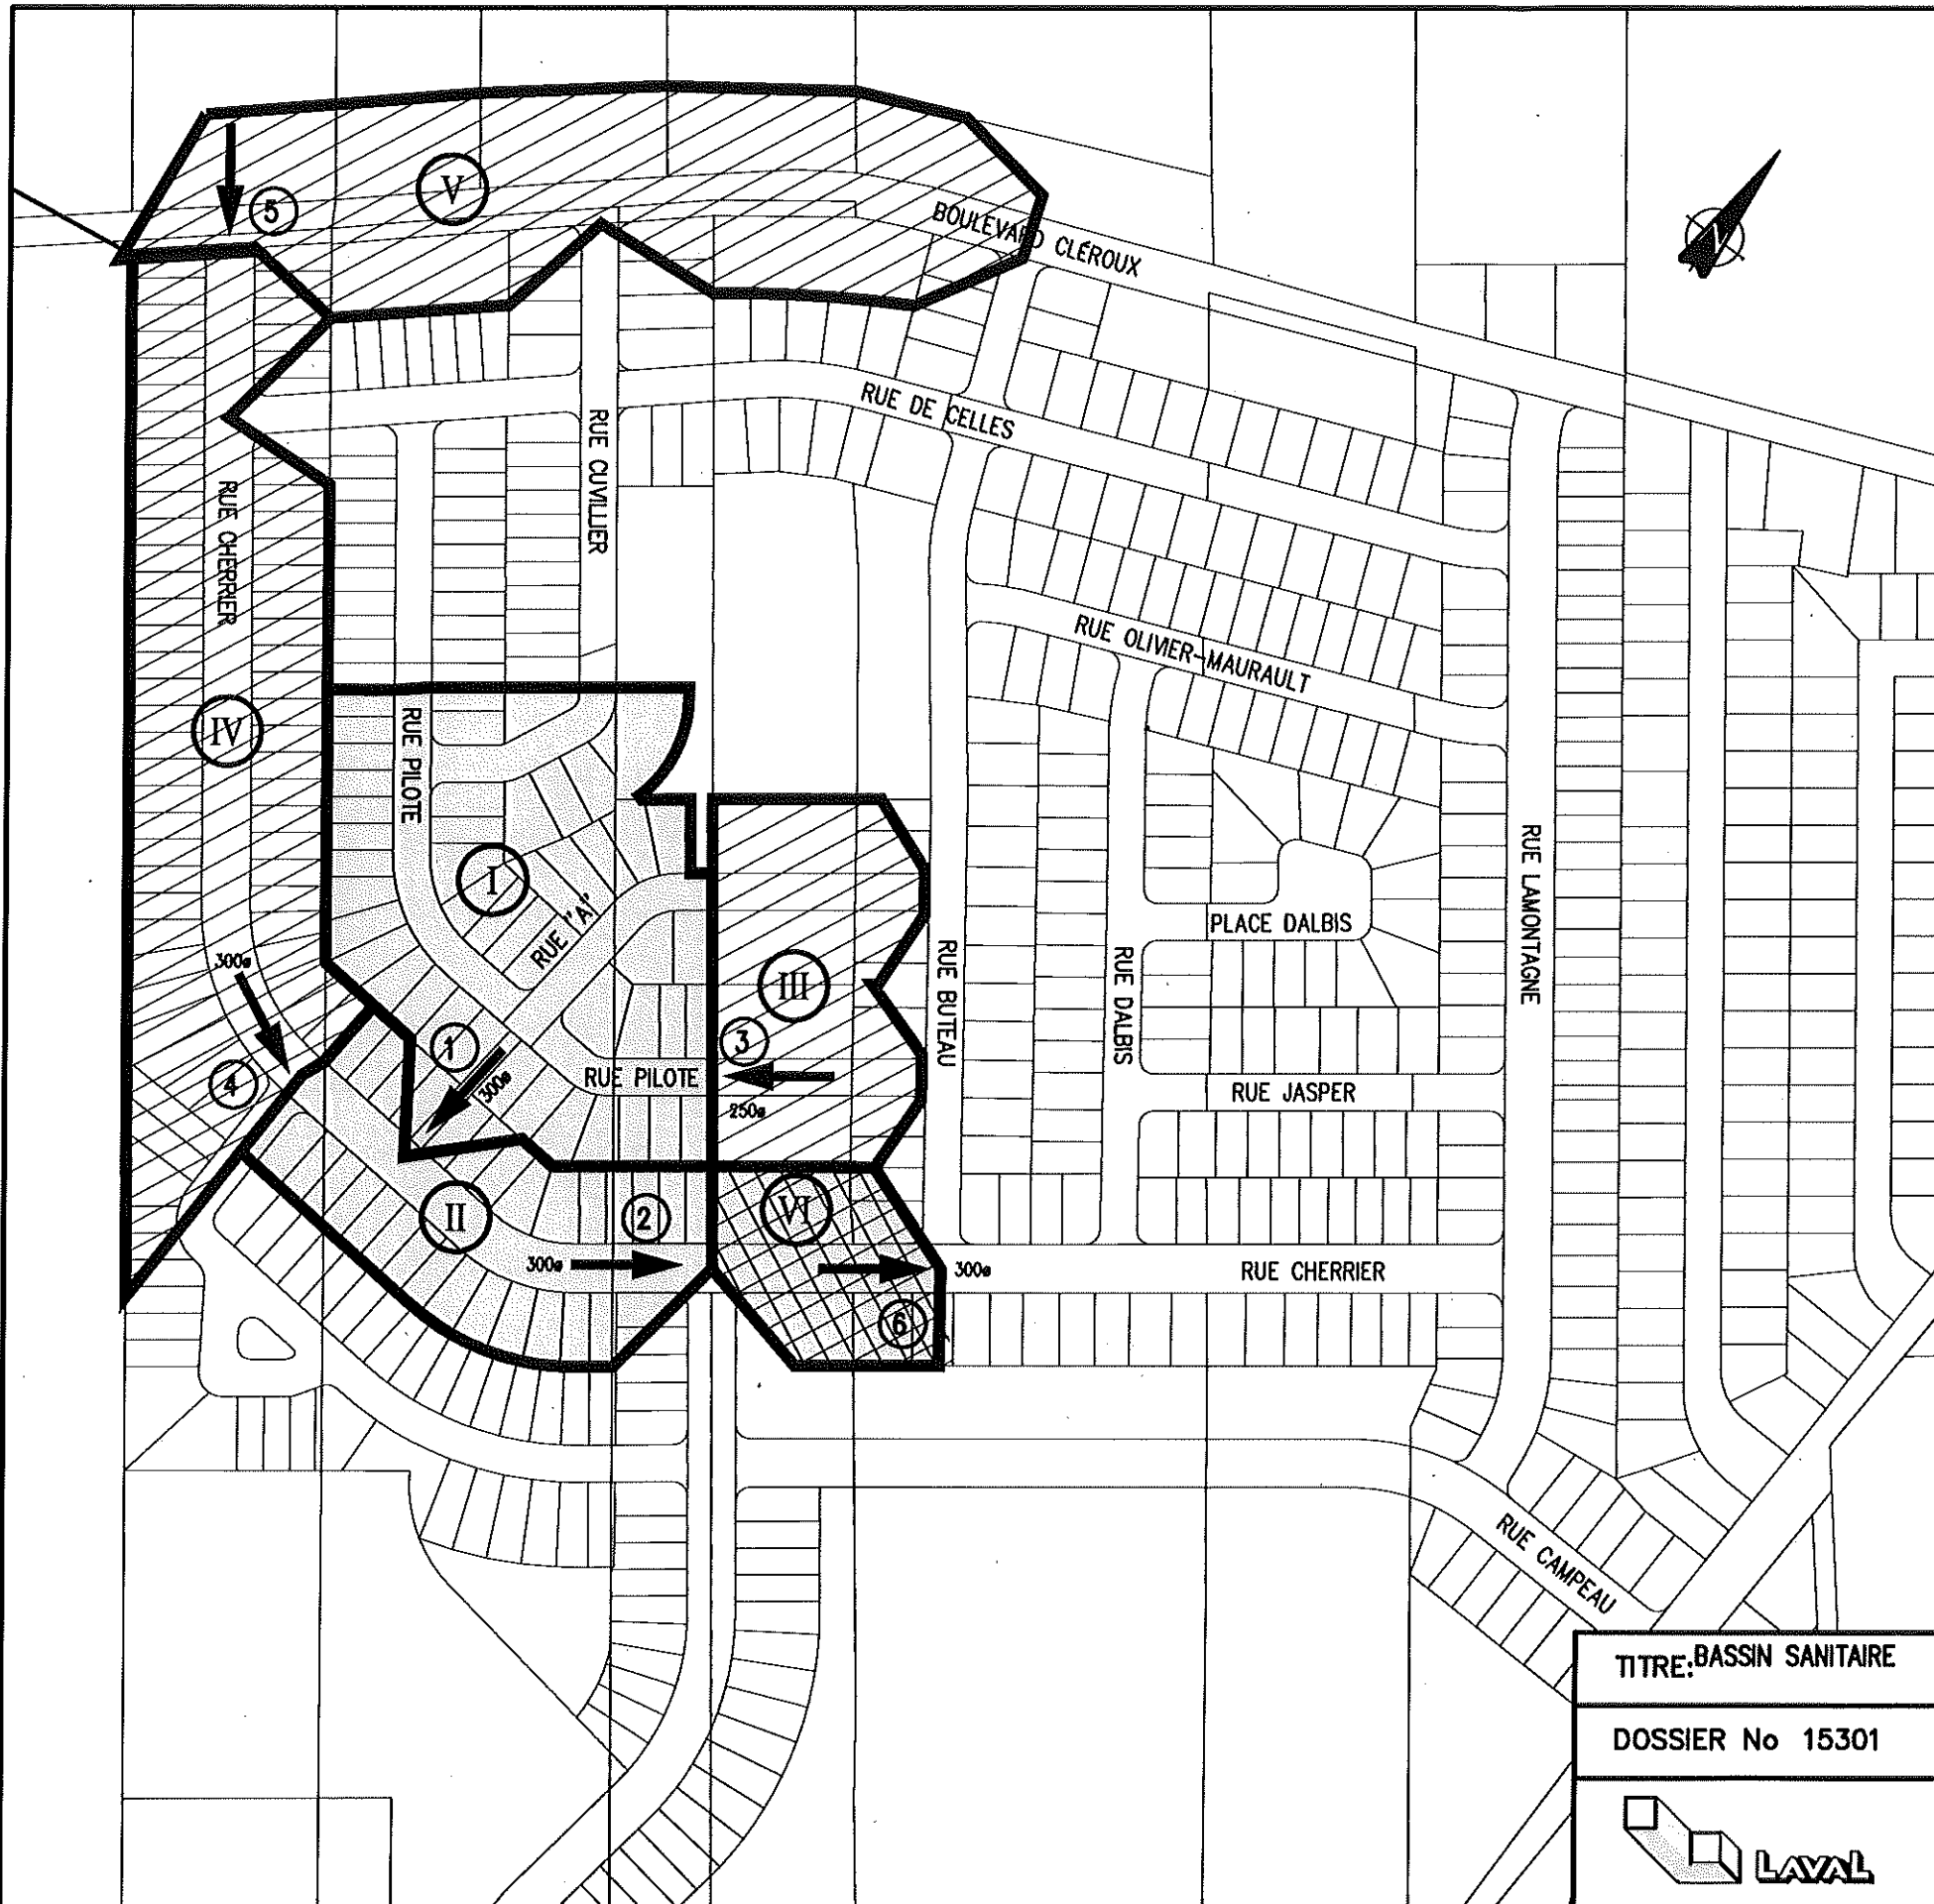 V
5
BOULEVARD CLÉROUX
RUE DE CELLES
RUE CUVILLIER
RUE CHERRIER
RUE OLIVIER-MAURAULT
IV
RUE PILOTE
I
RUE "A"
III
PLACE DALBIS
RUE LAMONTAGNE
RUE BUTEAU
RUE DALBIS
300ø
1
3
4
300ø
RUE PILOTE
250ø
RUE JASPER
II
2
VI
300ø
300ø
RUE CHERRIER
6
RUE CAMPEAU
TITRE: BASSIN SANITAIRE
DOSSIER No 15301
LAVAL